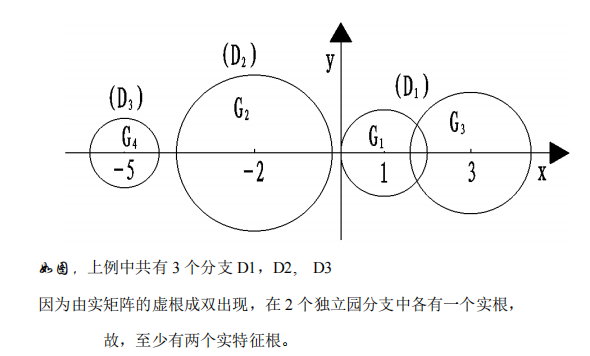 y
(D₂)
(D₃)
(D₁)
G₂
G₃
G₄
G₁
-5
-2
1
3
x
如图，上例中共有 3 个分支 D1，D2,    D3
因为由实矩阵的虚根成双出现，在 2 个独立园分支中各有一个实根，
故，至少有两个实特征根。